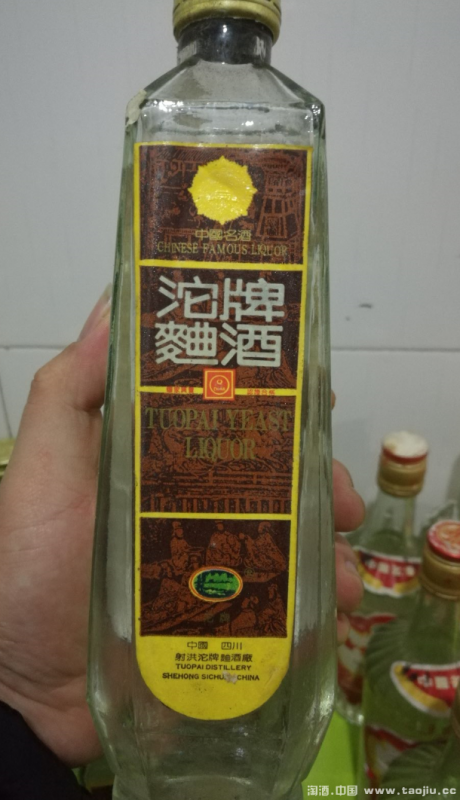 中國名酒
CHINESE FAMOUS LIQUOR
沱牌
麯酒
TUOPAI YEAST
LIQUOR
中國 四川
射洪沱牌麯酒廠
TUOPAI DISTILLERY
SHEHONG SICHUAN CHINA
淘酒.中国 www.taojiu.cc